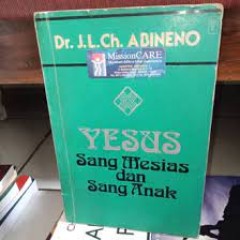 Dr. J.L.Ch. ABINENO
MissionCARE
YESUS
Sang Mesias
dan
Sang Anak